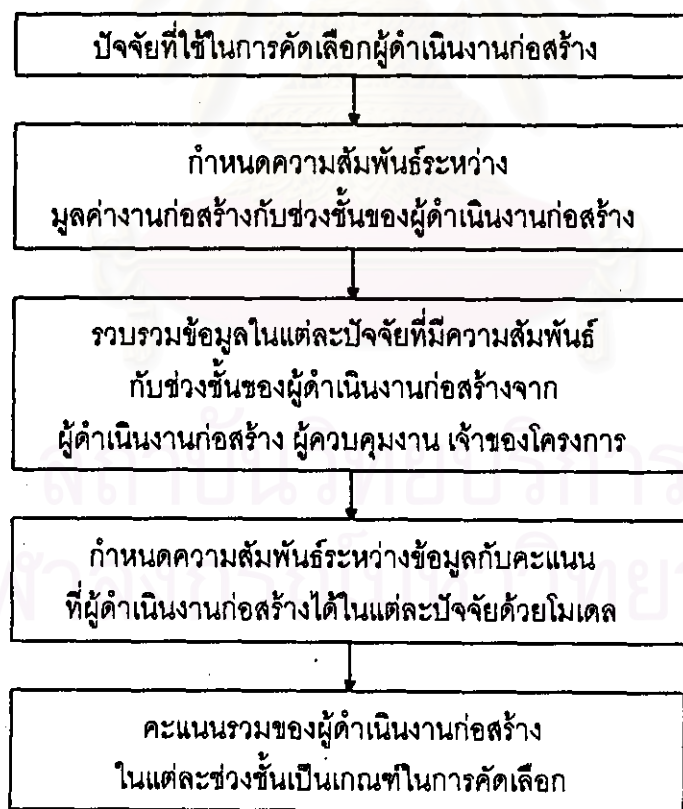 ปัจจัยที่ใช้ในการคัดเลือกผู้ดำเนินงานก่อสร้าง
กำหนดความสัมพันธ์ระหว่าง
มูลค่างานก่อสร้างกับช่วงชั้นของผู้ดำเนินงานก่อสร้าง
รวบรวมข้อมูลในแต่ละปัจจัยที่มีความสัมพันธ์
กับช่วงชั้นของผู้ดำเนินงานก่อสร้างจาก
ผู้ดำเนินงานก่อสร้าง ผู้ควบคุมงาน เจ้าของโครงการ
สถาบันวิทยบริการ
กำหนดความสัมพันธ์ระหว่างข้อมูลกับคะแนน
ที่ผู้ดำเนินงานก่อสร้างได้ในแต่ละปัจจัยด้วยโมเดล
คะแนนรวมของผู้ดำเนินงานก่อสร้าง
ในแต่ละช่วงชั้นเป็นเกณฑ์ในการคัดเลือก